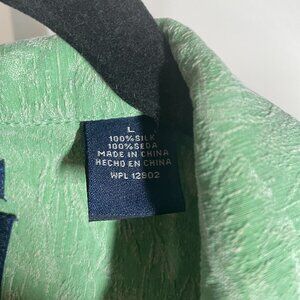 L
100% SILK
100% SEDA
MADE IN CHINA
HECHO EN CHINA
WPL 12902